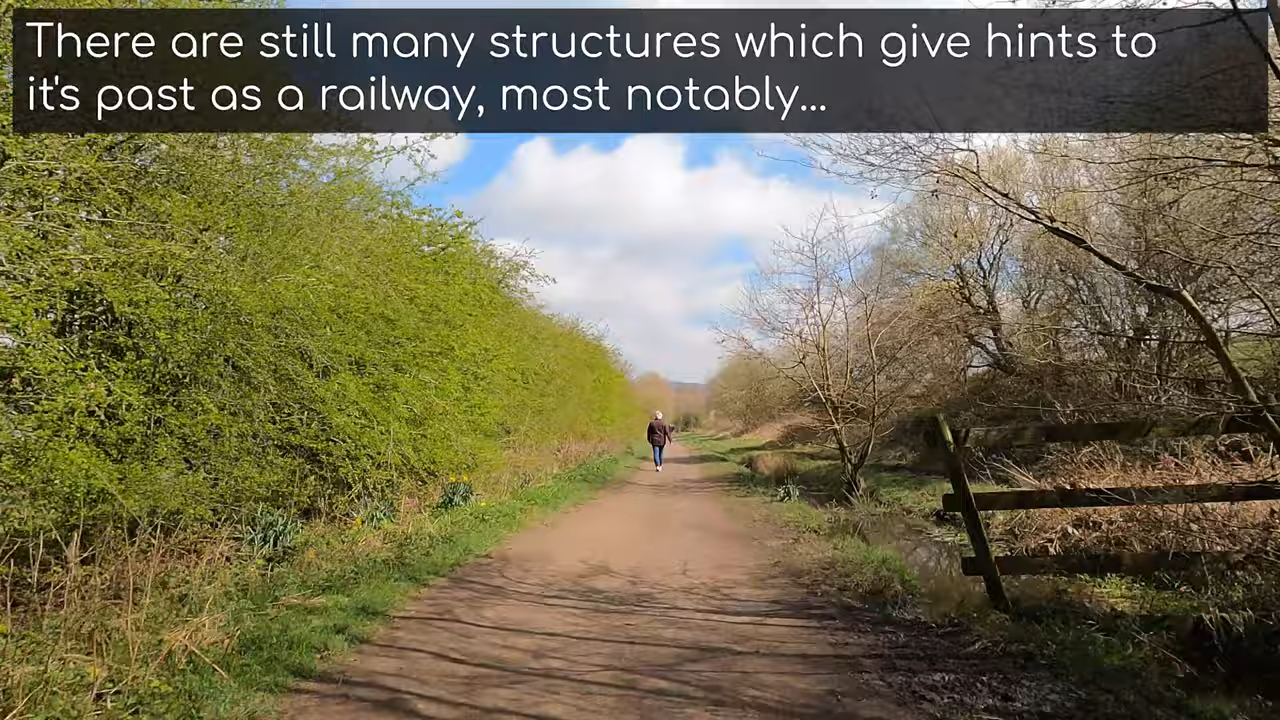 There are still many structures which give hints to
it's past as a railway, most notably...